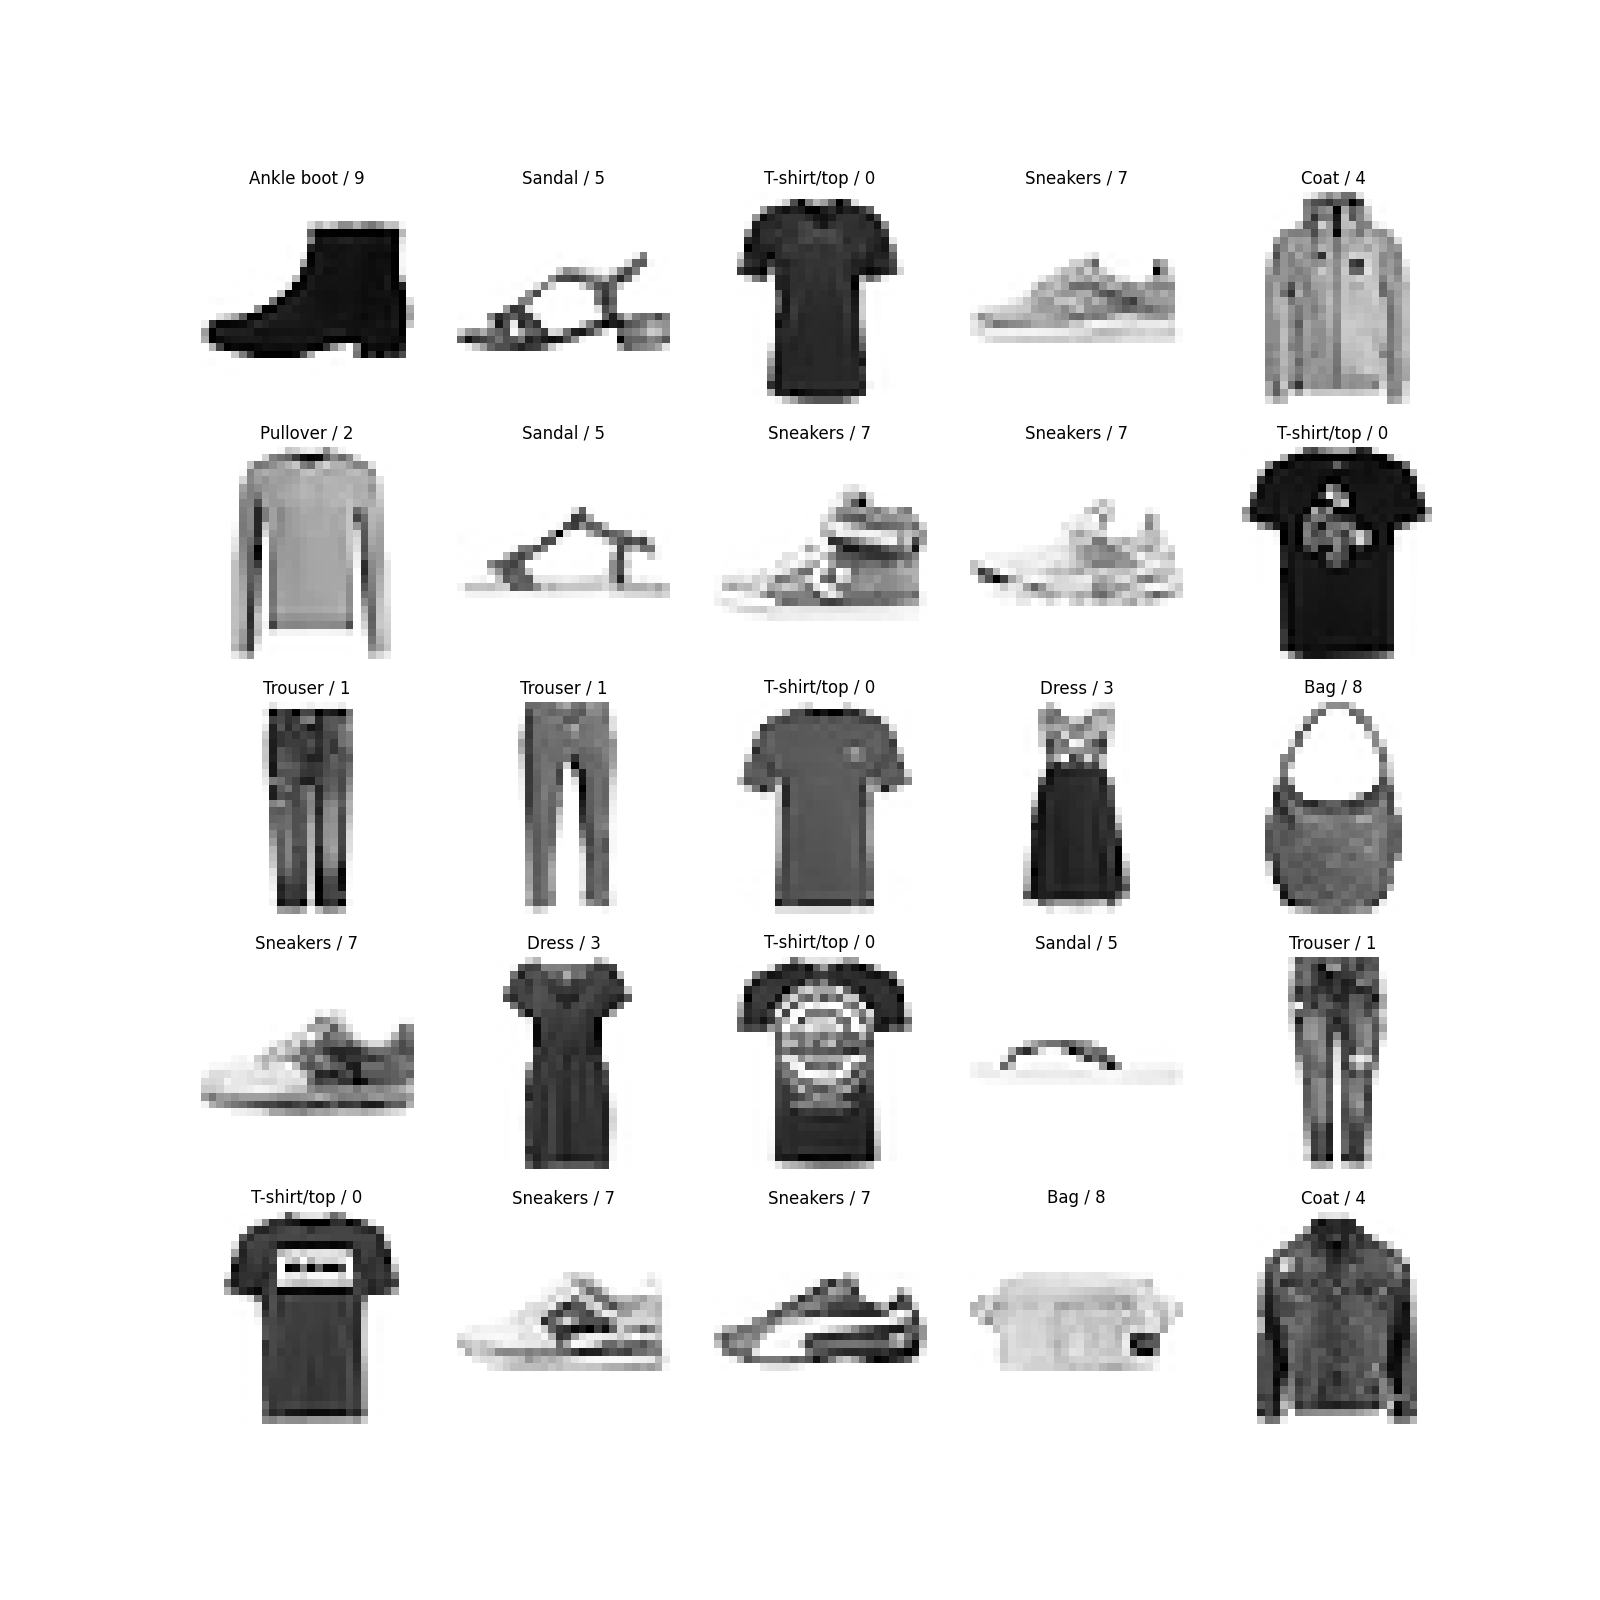 Ankle boot / 9
Sandal / 5
T-shirt/top / 0
Sneakers / 7
Coat / 4
Pullover / 2
Sandal / 5
Sneakers / 7
Sneakers / 7
T-shirt/top / 0
Trouser / 1
Trouser / 1
T-shirt/top / 0
Dress / 3
Bag / 8
Sneakers / 7
Dress / 3
T-shirt/top / 0
Sandal / 5
Trouser / 1
T-shirt/top / 0
Sneakers / 7
Sneakers / 7
Bag / 8
Coat / 4